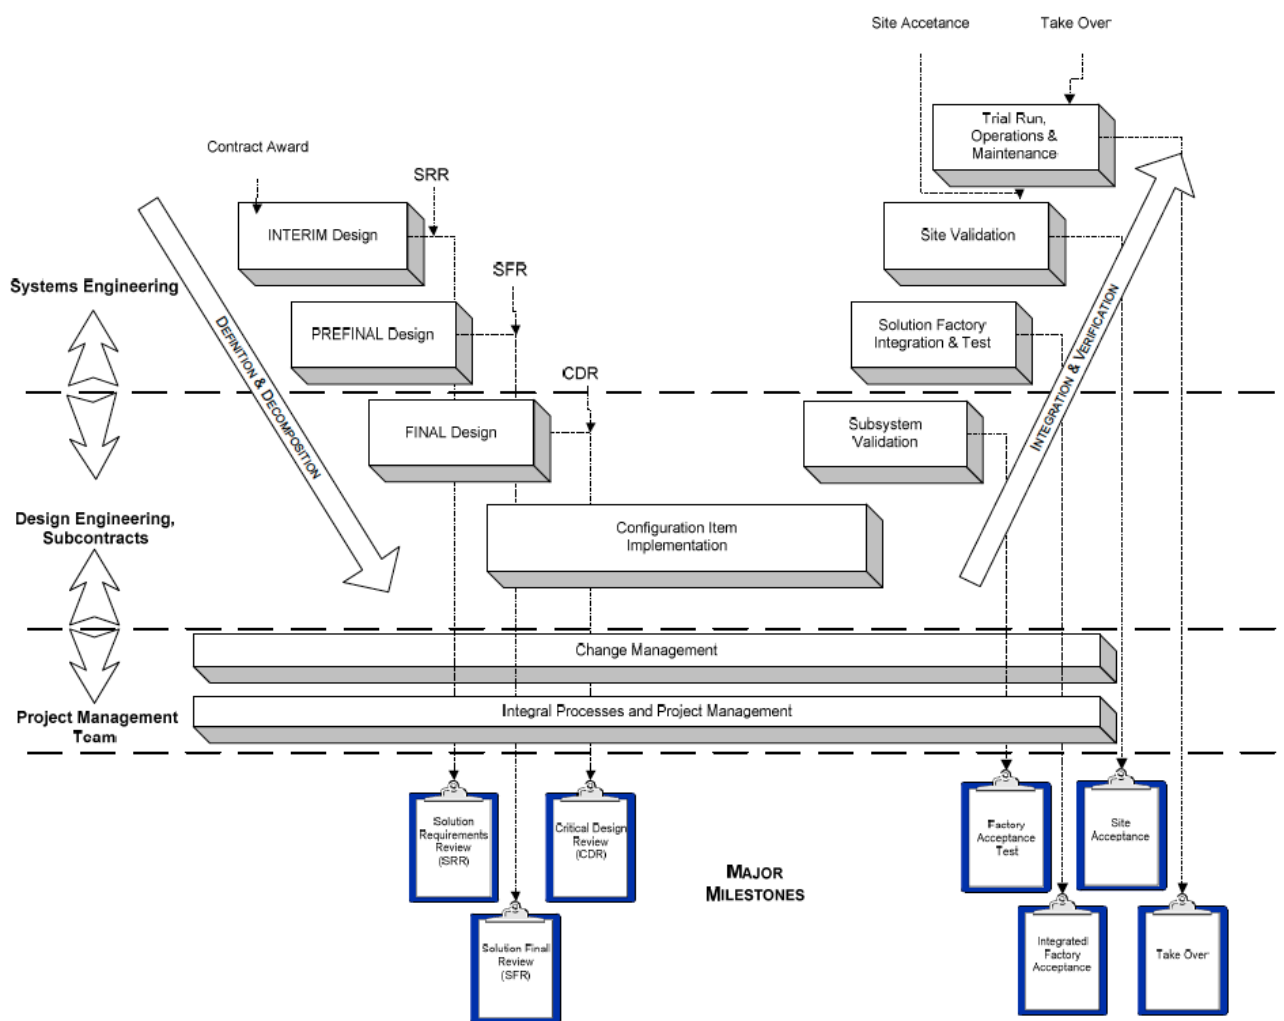 Site Accetance
Take Over
Trial Run,
Operations &
Maintenance
Contract Award
SRR
INTERIM Design
Site Validation
SFR
Systems Engineering
PREFINAL Design
Solution Factory
Integration & Test
DEFINITION & DECOMPOSITION
INTEGRATION & VERIFICATION
CDR
FINAL Design
Subsystem
Validation
Design Engineering,
Subcontracts
Configuration Item
Implementation
Change Management
Project Management
Team
Integral Processes and Project Management
Solution
Requirements
Review
(SRR)
Critical Design
Review
(CDR)
Factory
Acceptance
Test
Site
Acceptance
MAJOR
MILESTONES
Solution Final
Review
(SFR)
Integrated
Factory
Acceptance
Take Over